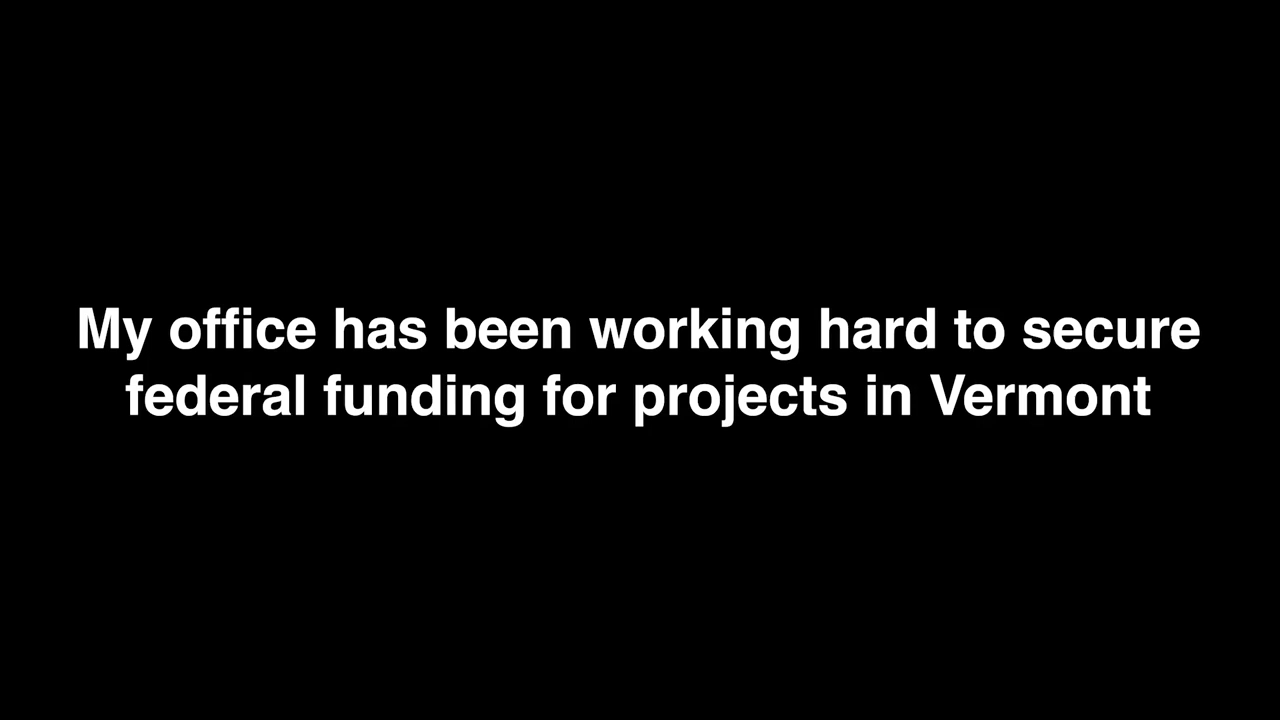 My office has been working hard to secure
federal funding for projects in Vermont